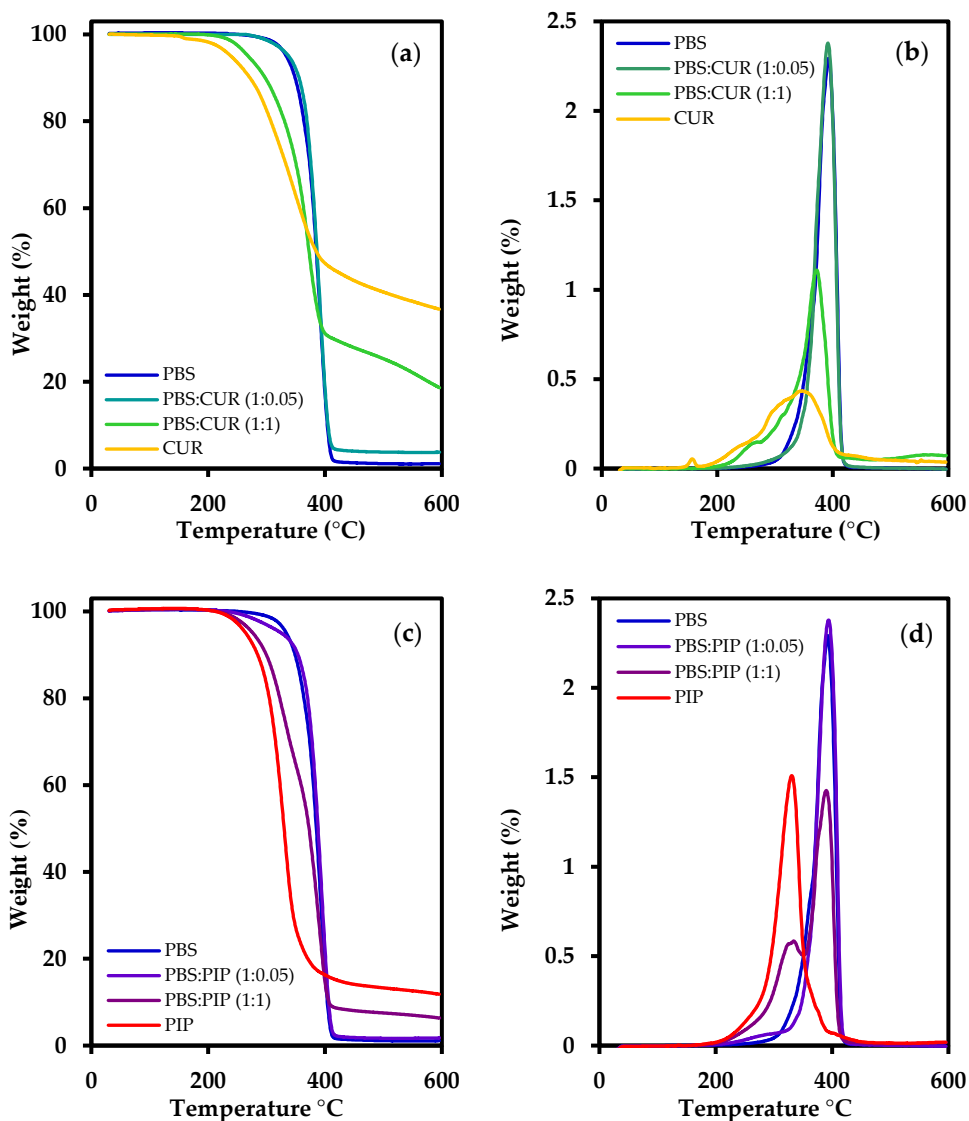 (a)
Weight (%)
100
80
60
40
20
0
PBS
PBS:CUR (1:0.05)
PBS:CUR (1:1)
CUR
0 200 400 600
Temperature (°C)
(b)
Weight (%)
2.5
2
1.5
1
0.5
0
PBS
PBS:CUR (1:0.05)
PBS:CUR (1:1)
CUR
0 200 400 600
Temperature (°C)
(c)
Weight (%)
100
80
60
40
20
0
PBS
PBS:PIP (1:0.05)
PBS:PIP (1:1)
PIP
0 200 400 600
Temperature °C
(d)
Weight (%)
2.5
2
1.5
1
0.5
0
PBS
PBS:PIP (1:0.05)
PBS:PIP (1:1)
PIP
0 200 400 600
Temperature °C